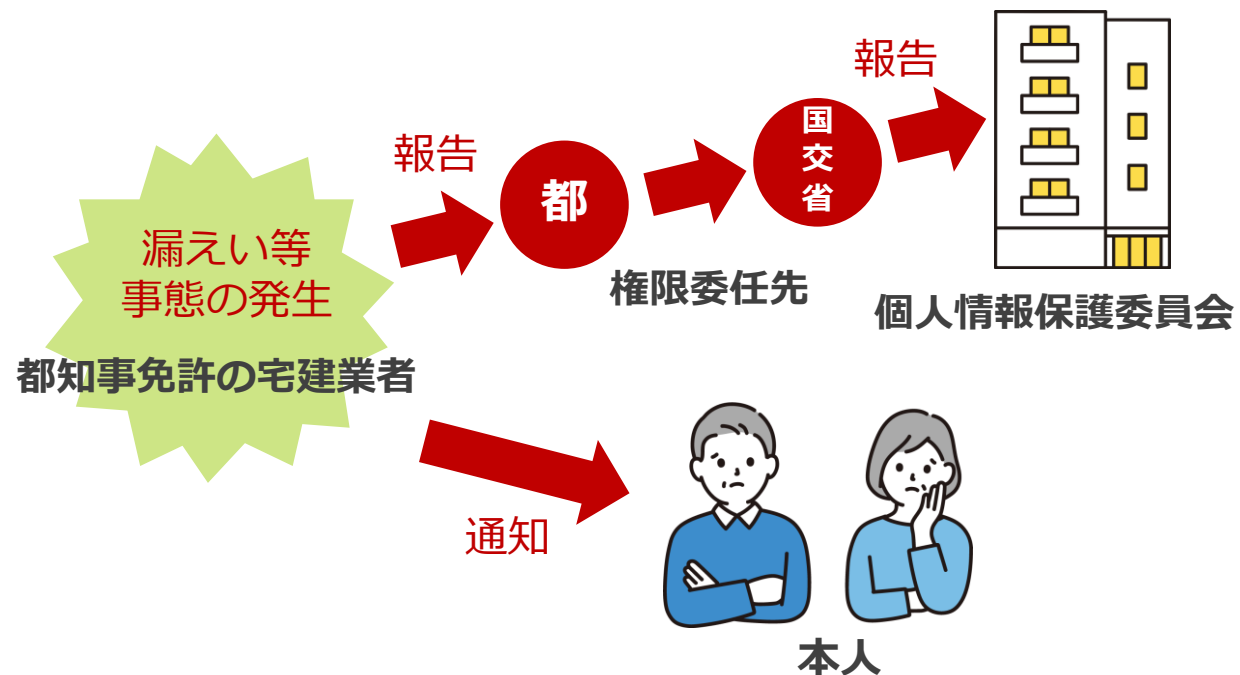 漏えい等
事態の発生
都知事免許の宅建業者
報告
都
権限委任先
国
交
省
報告
個人情報保護委員会
通知
本人